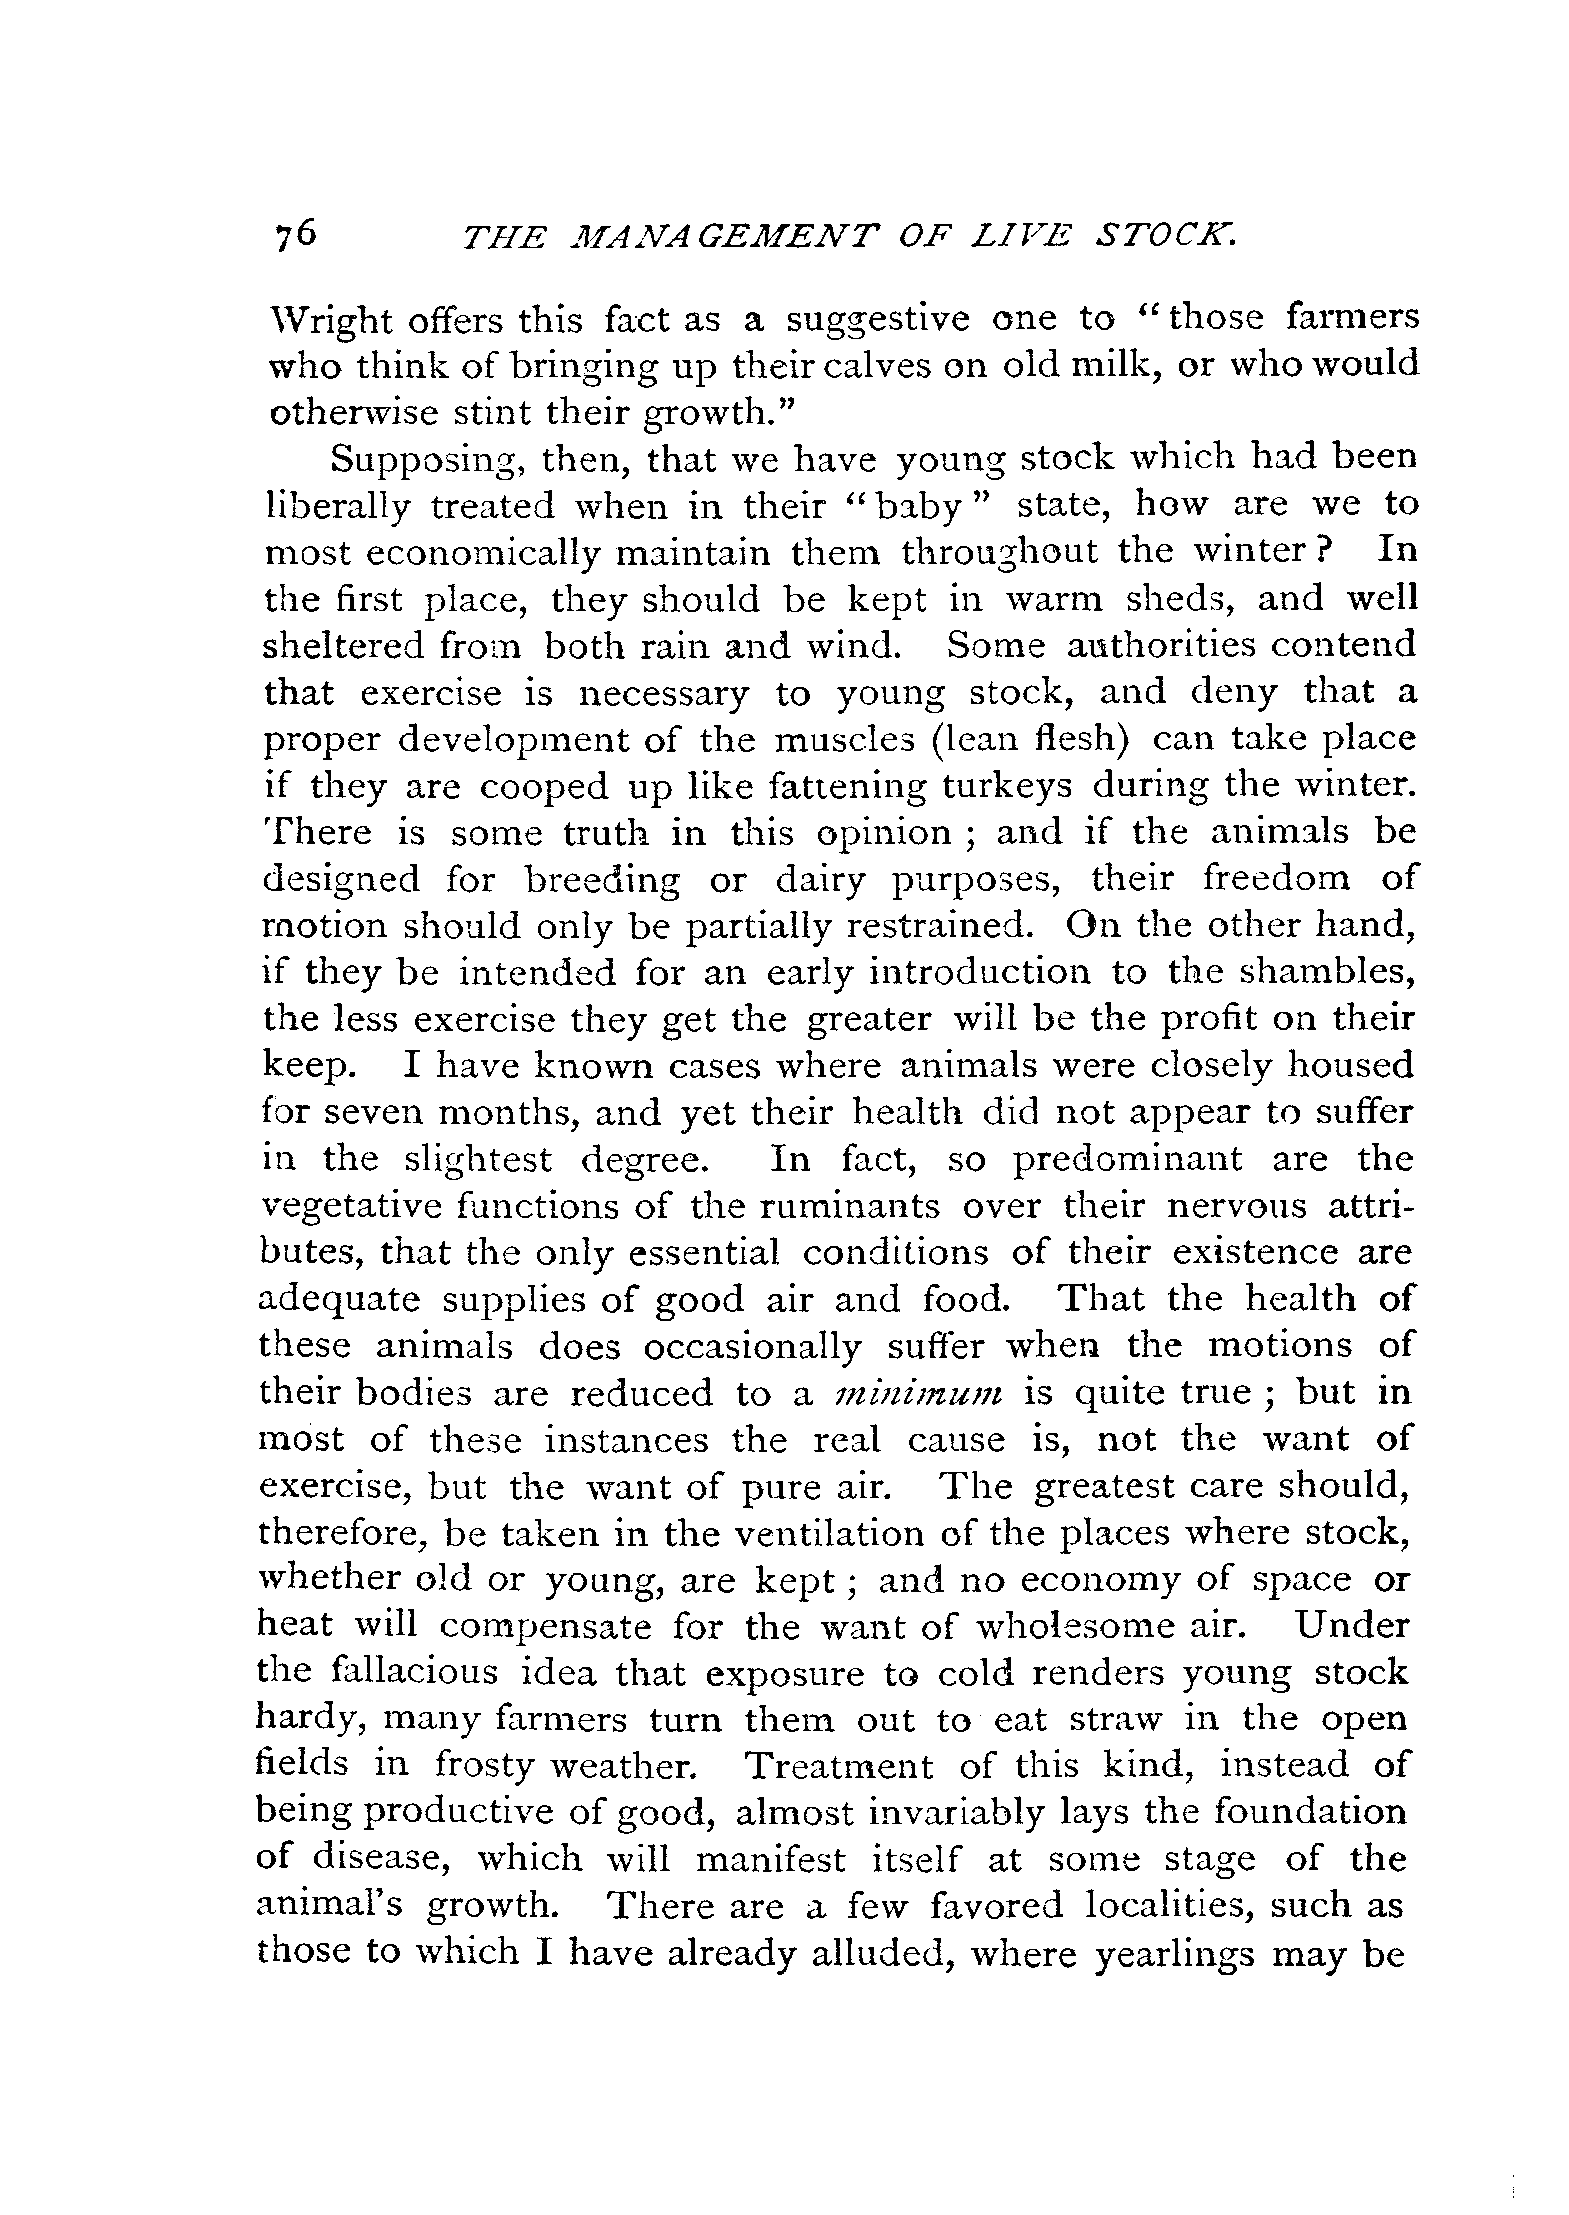 76 THE MANAGEMENT OF LIVE STOCK.
Wright offers this fact as a suggestive one to “those farmers
who think of bringing up their calves on old milk, or who would
otherwise stint their growth.”
Supposing, then, that we have young stock which had been
liberally treated when in their “baby” state, how are we to
most economically maintain them throughout the winter? In
the first place, they should be kept in warm sheds, and well
sheltered from both rain and wind. Some authorities contend
that exercise is necessary to young stock, and deny that a
proper development of the muscles (lean flesh) can take place
if they are cooped up like fattening turkeys during the winter.
There is some truth in this opinion; and if the animals be
designed for breeding or dairy purposes, their freedom of
motion should only be partially restrained. On the other hand,
if they be intended for an early introduction to the shambles,
the less exercise they get the greater will be the profit on their
keep. I have known cases where animals were closely housed
for seven months, and yet their health did not appear to suffer
in the slightest degree. In fact, so predominant are the
vegetative functions of the ruminants over their nervous attri-
butes, that the only essential conditions of their existence are
adequate supplies of good air and food. That the health of
these animals does occasionally suffer when the motions of
their bodies are reduced to a minimum is quite true; but in
most of these instances the real cause is, not the want of
exercise, but the want of pure air. The greatest care should,
therefore, be taken in the ventilation of the places where stock,
whether old or young, are kept; and no economy of space or
heat will compensate for the want of wholesome air. Under
the fallacious idea that exposure to cold renders young stock
hardy, many farmers turn them out to eat straw in the open
fields in frosty weather. Treatment of this kind, instead of
being productive of good, almost invariably lays the foundation
of disease, which will manifest itself at some stage of the
animal's growth. There are a few favored localities, such as
those to which I have already alluded, where yearlings may be